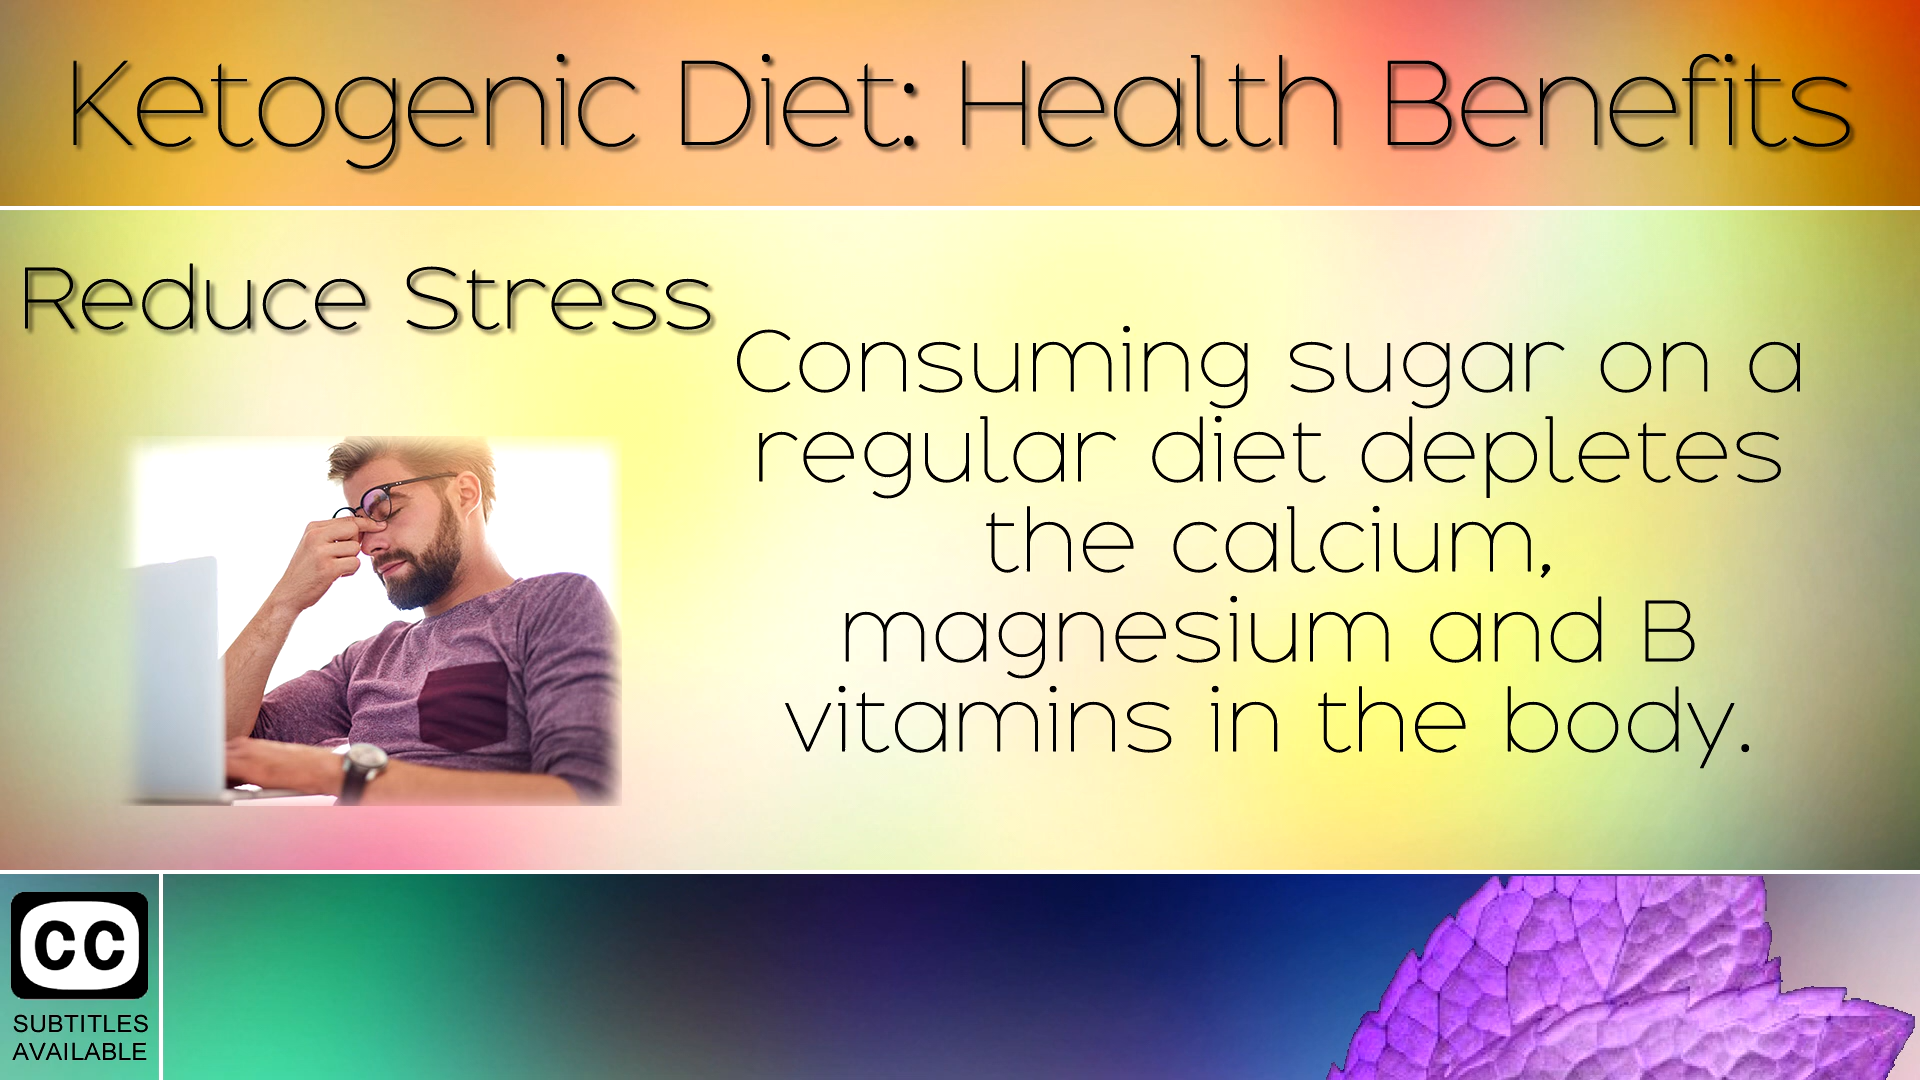 Ketogenic Diet: Health Benefits
Reduce Stress
Consuming sugar on a
regular diet depletes
the calcium,
magnesium and B
vitamins in the body.
CC
SUBTITLES
AVAILABLE